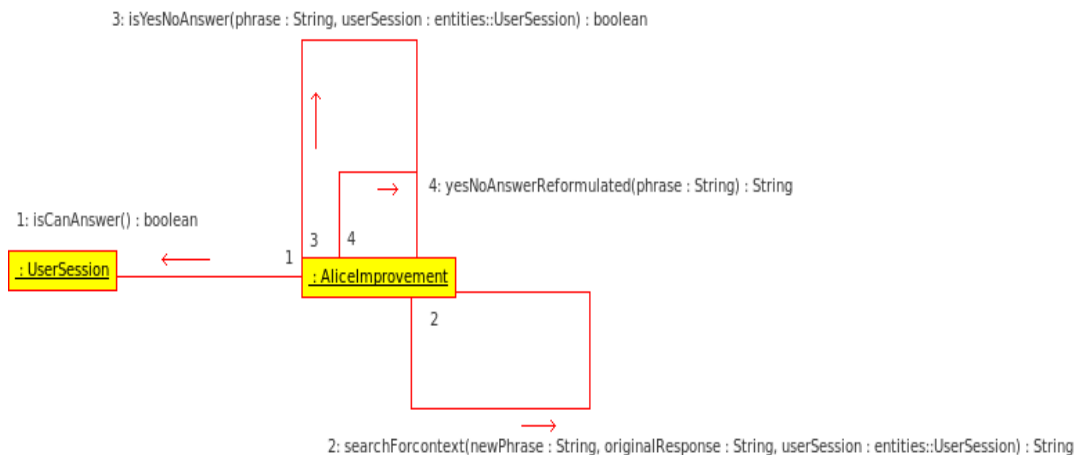 3: isYesNoAnswer(phrase : String, userSession : entities::UserSession) : boolean
4: yesNoAnswerReformulated(phrase : String) : String
1: isCanAnswer() : boolean
3
4
1
: UserSession
: AliceImprovement
2
2: searchForcontext(newPhrase : String, originalResponse : String, userSession : entities::UserSession) : String